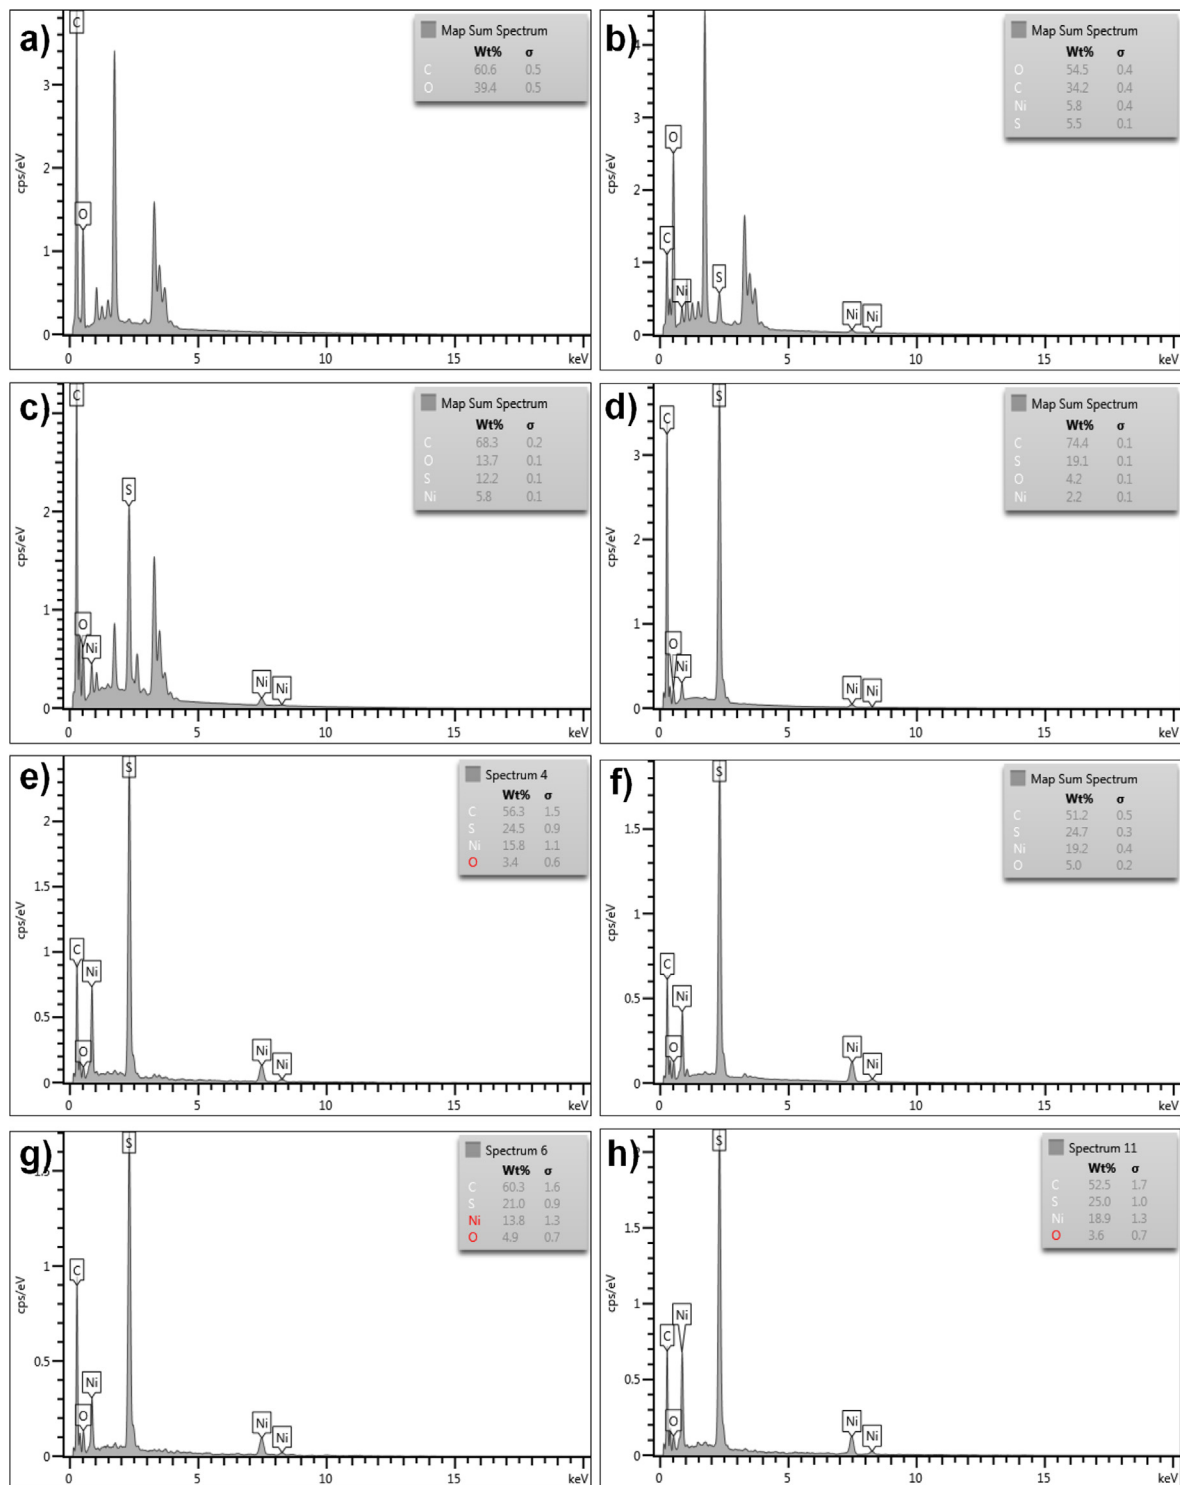 a)
Map Sum Spectrum
Wt% σ
C 60.6 0.5
O 39.4 0.5
C
O
cps/eV
3
2
1
0
0 5 10 15 keV
b)
Map Sum Spectrum
Wt% σ
O 54.5 0.4
C 34.2 0.4
Ni 5.8 0.4
S 5.5 0.1
O
C
Ni
S
Ni
Ni
cps/eV
4
3
2
1
0
0 5 10 15 keV
c)
Map Sum Spectrum
Wt% σ
C 68.3 0.2
O 13.7 0.1
S 12.2 0.1
Ni 5.8 0.1
C
S
O
Ni
Ni
Ni
cps/eV
2
1
0
0 5 10 15 keV
d)
Map Sum Spectrum
Wt% σ
C 74.4 0.1
S 19.1 0.1
O 4.2 0.1
Ni 2.2 0.1
S
C
O
Ni
Ni
Ni
cps/eV
3
2
1
0
0 5 10 15 keV
e)
Spectrum 4
Wt% σ
C 56.3 1.5
S 24.5 0.9
Ni 15.8 1.1
O 3.4 0.6
S
C
Ni
O
Ni
Ni
cps/eV
2
1.5
1
0.5
0
0 5 10 15 keV
f)
Map Sum Spectrum
Wt% σ
C 51.2 0.5
S 24.7 0.3
Ni 19.2 0.4
O 5.0 0.2
S
C
Ni
O
Ni
Ni
cps/eV
1.5
1
0.5
0
0 5 10 15 keV
g)
Spectrum 6
Wt% σ
C 60.3 1.6
S 21.0 0.9
Ni 13.8 1.3
O 4.9 0.7
S
C
Ni
O
Ni
Ni
cps/eV
1.5
1
0.5
0
0 5 10 15 keV
h)
Spectrum 11
Wt% σ
C 52.5 1.7
S 25.0 1.0
Ni 18.9 1.3
O 3.6 0.7
S
Ni
C
O
Ni
Ni
cps/eV
1.5
1
0.5
0
0 5 10 15 keV